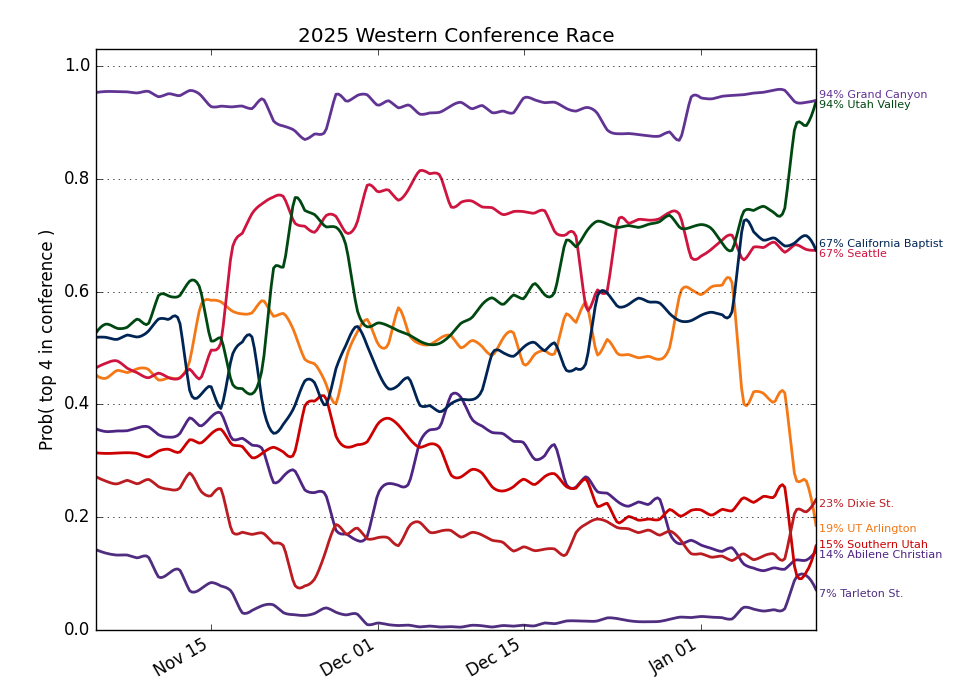 2025 Western Conference Race
Prob( top 4 in conference )
1.0
0.8
0.6
0.4
0.2
0.0
Nov 15
Dec 01
Dec 15
Jan 01
94% Grand Canyon
94% Utah Valley
67% California Baptist
67% Seattle
23% Dixie St.
19% UT Arlington
15% Southern Utah
14% Abilene Christian
7% Tarleton St.